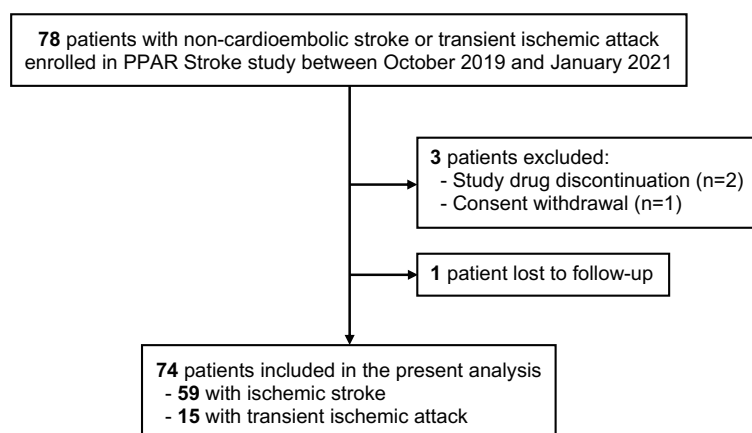 78 patients with non-cardioembolic stroke or transient ischemic attack
enrolled in PPAR Stroke study between October 2019 and January 2021
3 patients excluded:
- Study drug discontinuation (n=2)
- Consent withdrawal (n=1)
1 patient lost to follow-up
74 patients included in the present analysis
- 59 with ischemic stroke
- 15 with transient ischemic attack